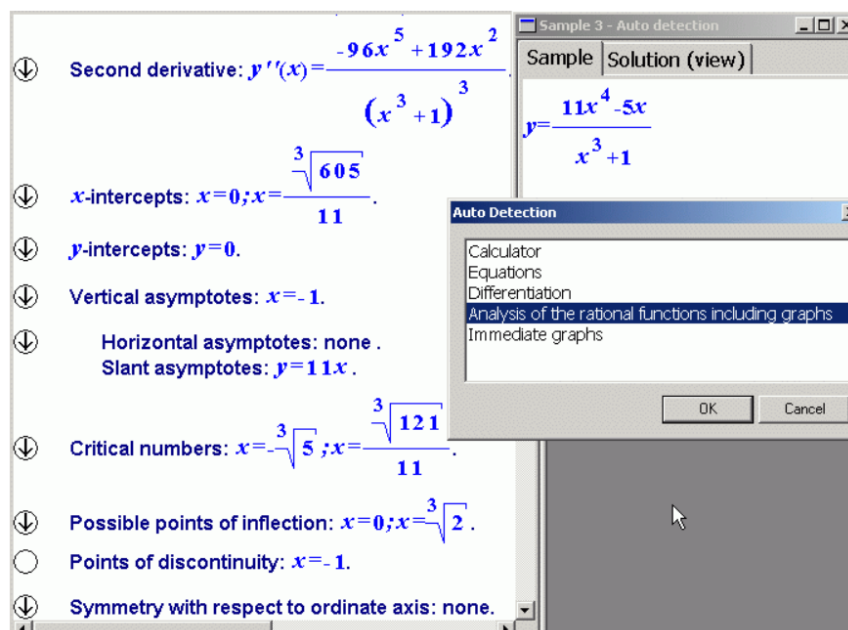 Second derivative: y''(x)= (-96x^5+192x^2)/(x^3+1)^3.
x-intercepts: x=0;x= ∛605/11.
y-intercepts: y=0.
Vertical asymptotes: x=-1.
Horizontal asymptotes: none .
Slant asymptotes: y=11x.
Critical numbers: x=-∛5;x= ∛121/11.
Possible points of inflection: x=0;x=∛2.
Points of discontinuity: x=-1.
Symmetry with respect to ordinate axis: none.
Sample 3 - Auto detection
Sample Solution (view)
y= (11x^4-5x)/(x^3+1)
Auto Detection
Calculator
Equations
Differentiation
Analysis of the rational functions including graphs
Immediate graphs
OK Cancel